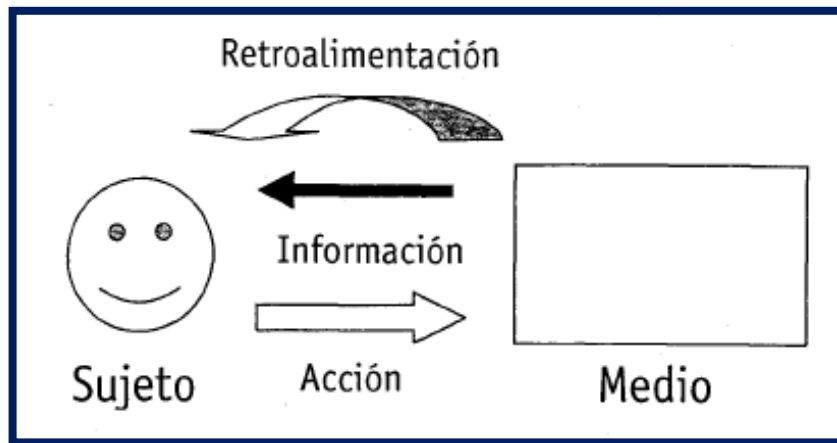 Retroalimentación
Información
Acción
Sujeto
Medio